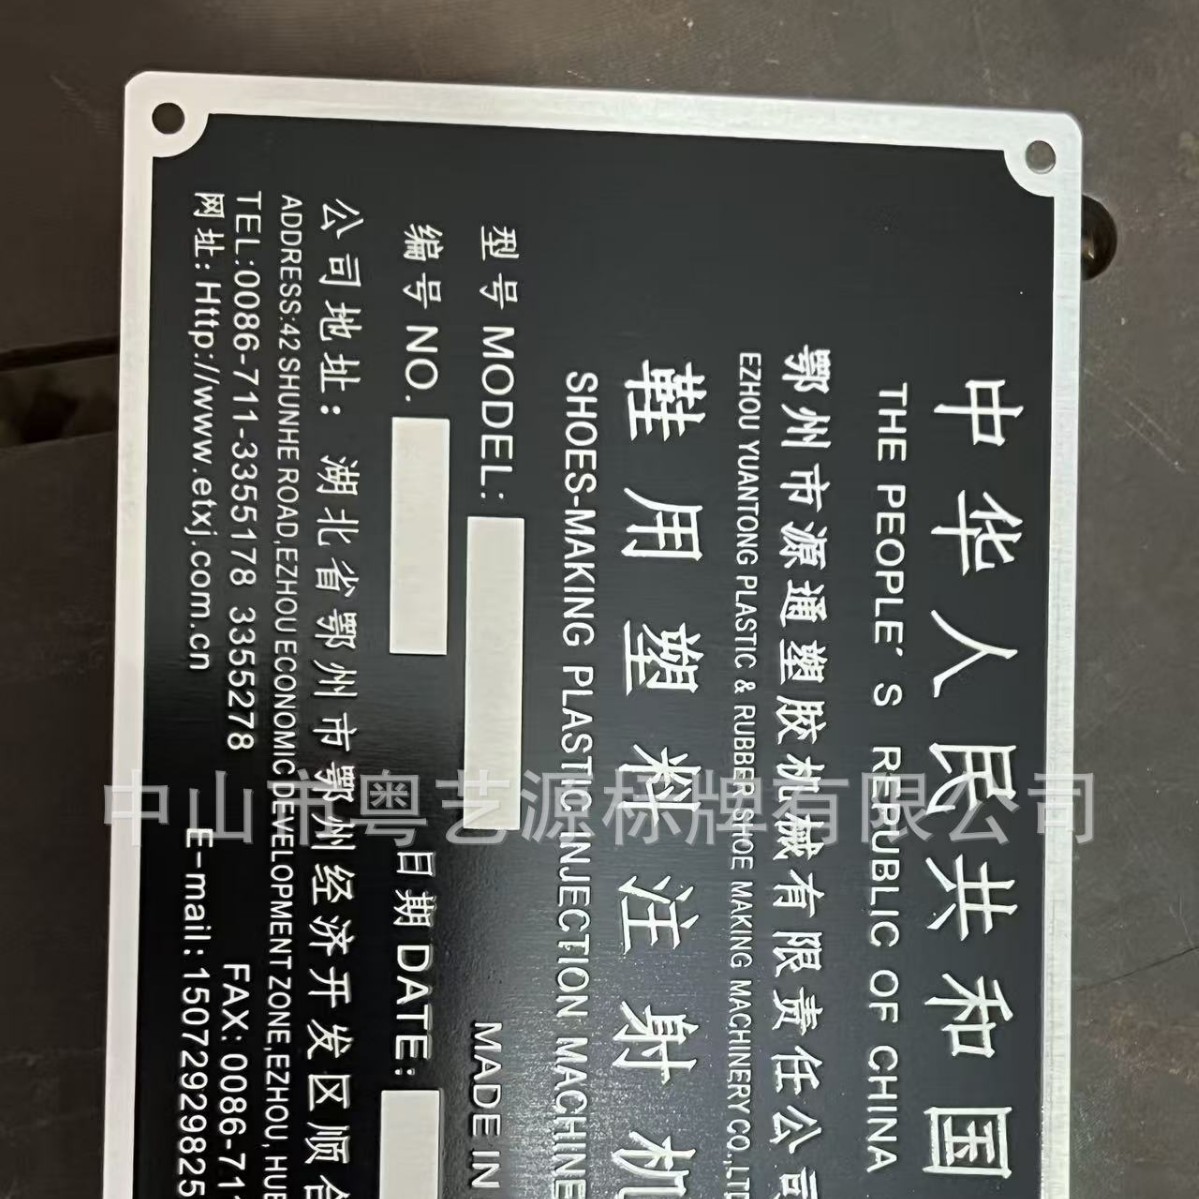 中华人民共和国
THE PEOPLE´S REPUBLIC OF CHINA
鄂州市源通塑胶机械有限责任公司
EZHOU YUANTONG PLASTIC & RUBBER SHOE MAKING MACHINERY CO.,LTD
鞋用塑料注射机
SHOES-MAKING PLASTIC INJECTION MACHINE
型号 MODEL: MADE IN
编号 NO. 日期 DATE:
公司地址: 湖北省鄂州市鄂州经济开发区顺合
ADDRESS:42 SHUNHE ROAD,EZHOU ECONOMIC DEVELOPMENT ZONE,EZHOU, HUB
TEL:0086-711-3355178 3355278 FAX: 0086-711
网址: Http://www.etxj.com.cn E-mail:1507292982
中山市粤艺源标牌有限公司